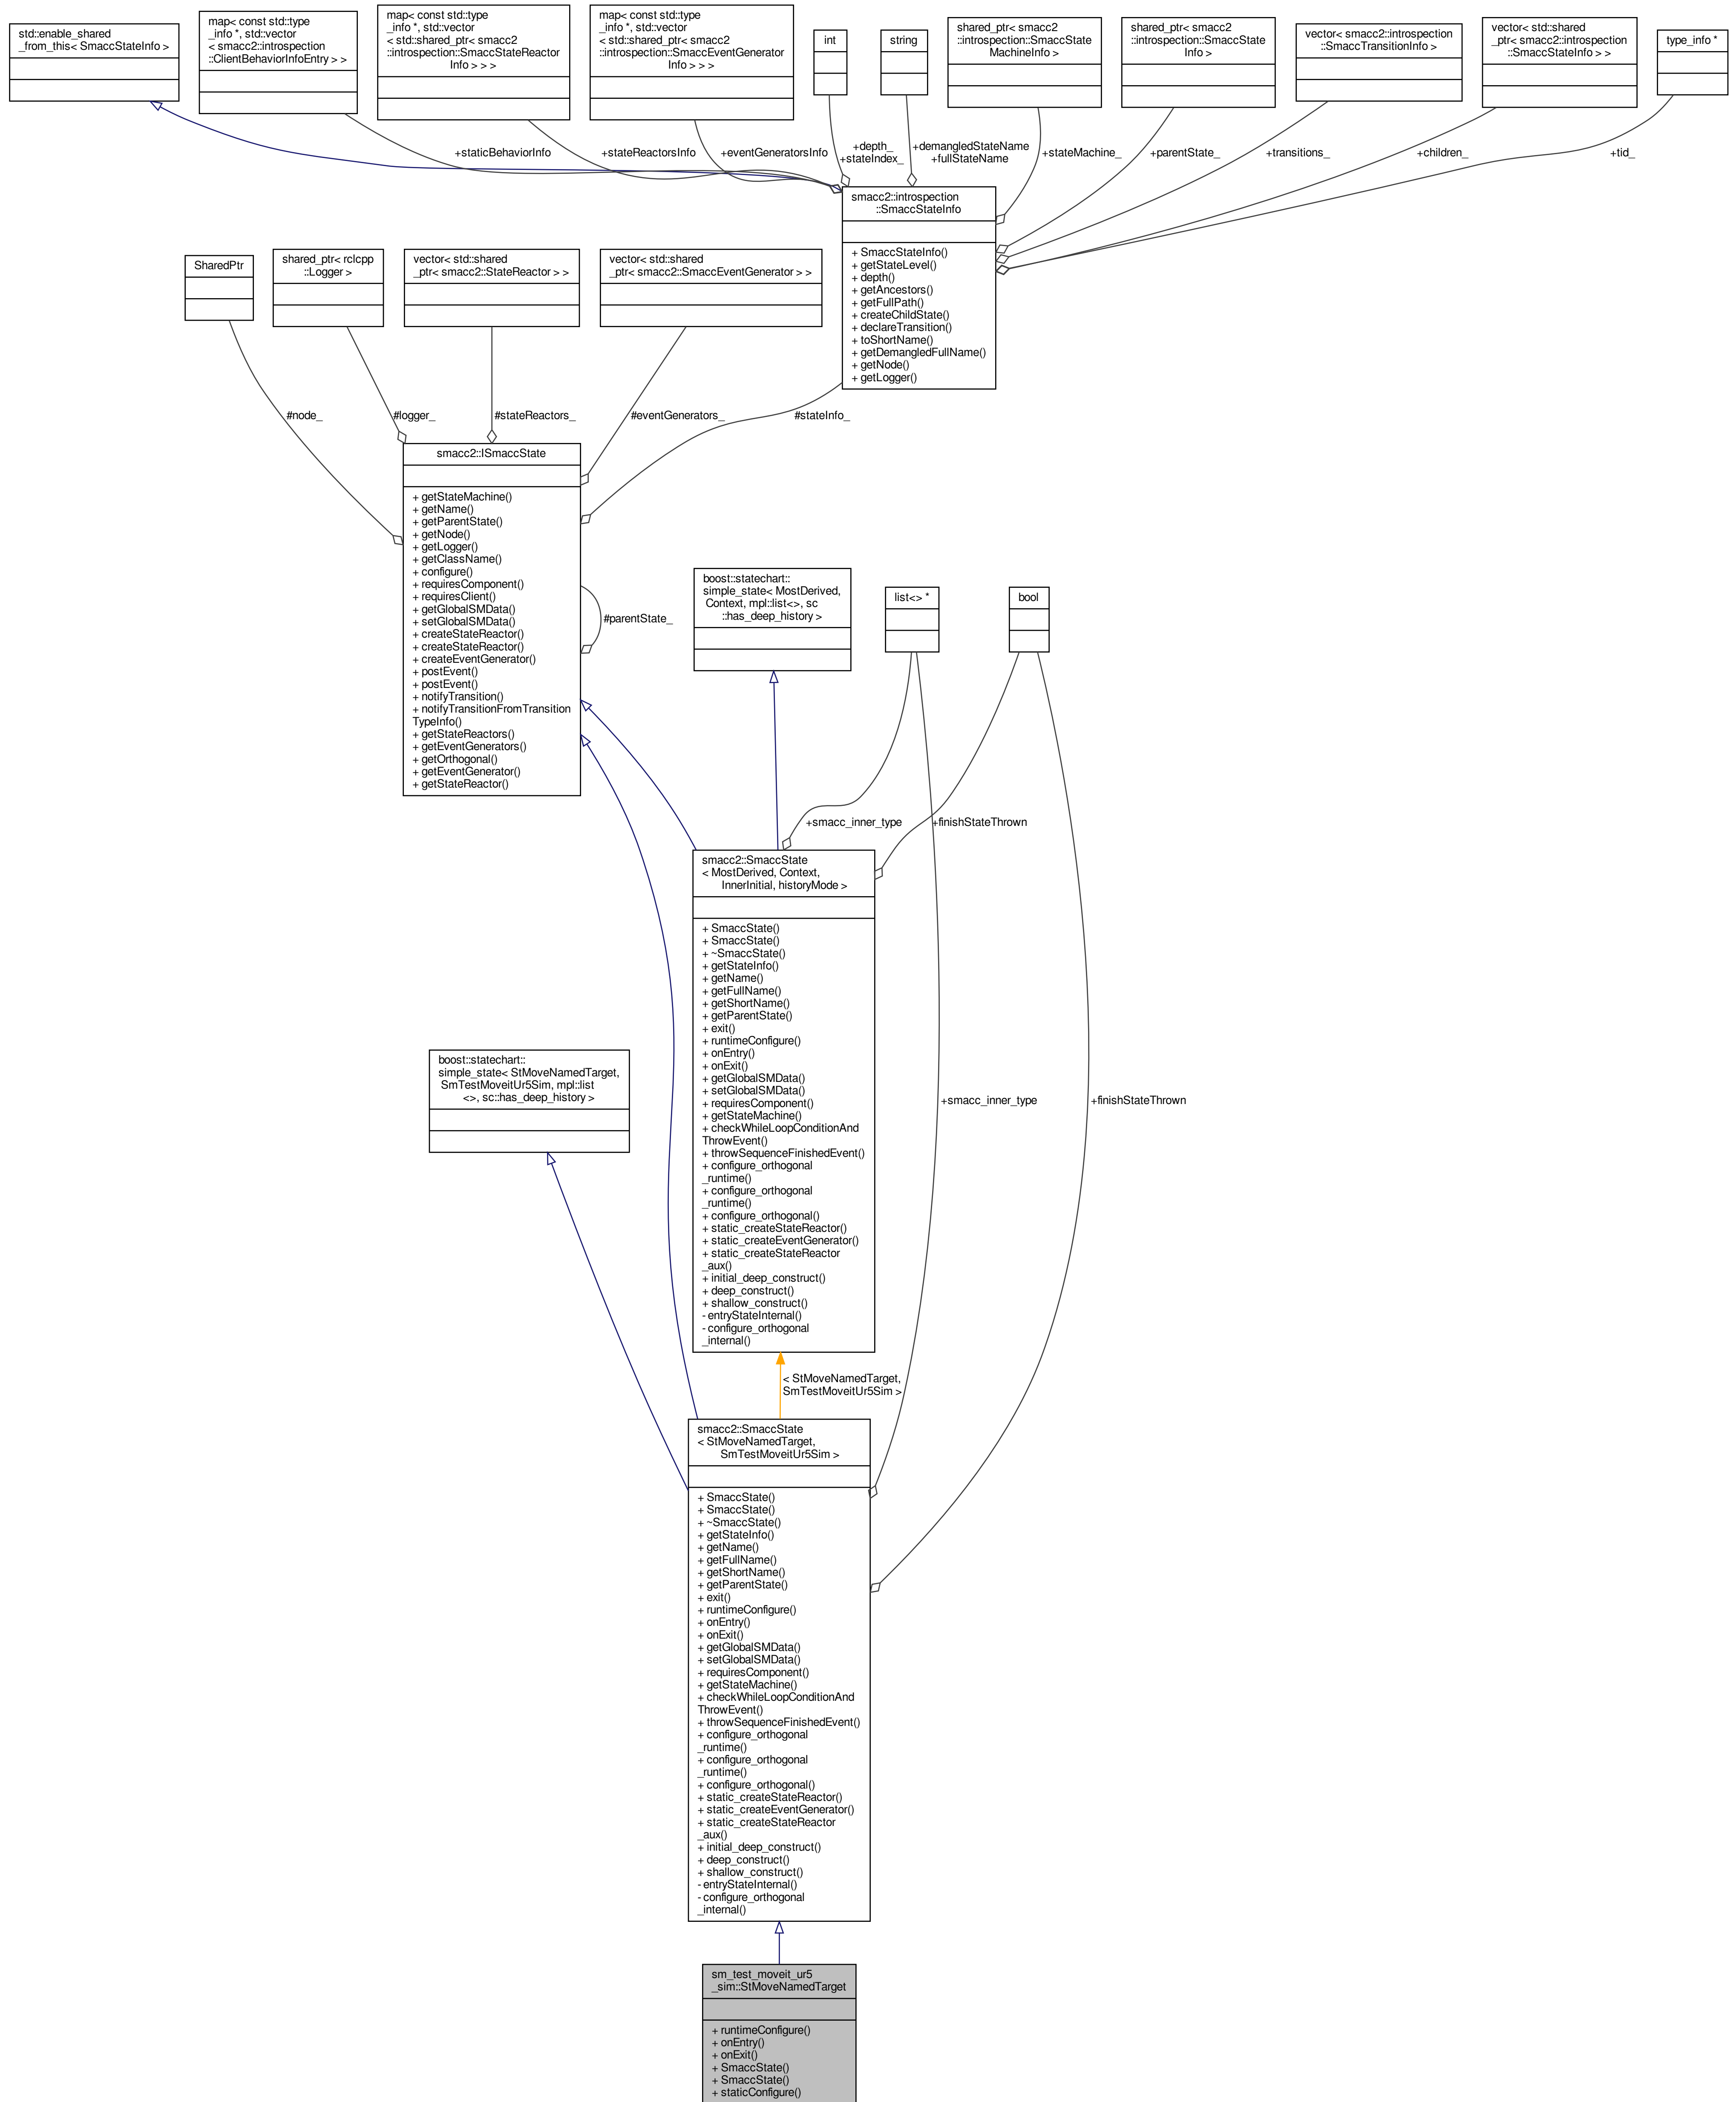 std::enable_shared
_from_this< SmaccStateInfo >
map< const std::type
_info *, std::vector
< smacc2::introspection
::ClientBehaviorInfoEntry > >
map< const std::type
_info *, std::vector
< std::shared_ptr< smacc2
::introspection::SmaccStateReactor
Info > > >
map< const std::type
_info *, std::vector
< std::shared_ptr< smacc2
::introspection::SmaccEventGenerator
Info > > >
int
string
shared_ptr< smacc2
::introspection::SmaccState
MachineInfo >
shared_ptr< smacc2
::introspection::SmaccState
Info >
vector< smacc2::introspection
::SmaccTransitionInfo >
vector< std::shared
_ptr< smacc2::introspection
::SmaccStateInfo > >
type_info *
+staticBehaviorInfo
+stateReactorsInfo
+eventGeneratorsInfo
+depth_
+stateIndex_
+demangledStateName
+fullStateName
+stateMachine_
+parentState_
+transitions_
+children_
+tid_
smacc2::introspection
::SmaccStateInfo
+ SmaccStateInfo()
+ getStateLevel()
+ depth()
+ getAncestors()
+ getFullPath()
+ createChildState()
+ declareTransition()
+ toShortName()
+ getDemangledFullName()
+ getNode()
+ getLogger()
SharedPtr
shared_ptr< rclcpp
::Logger >
vector< std::shared
_ptr< smacc2::StateReactor > >
vector< std::shared
_ptr< smacc2::SmaccEventGenerator > >
#node_
#logger_
#stateReactors_
#eventGenerators_
#stateInfo_
smacc2::ISmaccState
+ getStateMachine()
+ getName()
+ getParentState()
+ getNode()
+ getLogger()
+ getClassName()
+ configure()
+ requiresComponent()
+ requiresClient()
+ getGlobalSMData()
+ setGlobalSMData()
+ createStateReactor()
+ createStateReactor()
+ createEventGenerator()
+ postEvent()
+ postEvent()
+ notifyTransition()
+ notifyTransitionFromTransition
TypeInfo()
+ getStateReactors()
+ getEventGenerators()
+ getOrthogonal()
+ getEventGenerator()
+ getStateReactor()
#parentState_
boost::statechart::
simple_state< MostDerived,
Context, mpl::list<>, sc
::has_deep_history >
list<> *
bool
+smacc_inner_type
+finishStateThrown
smacc2::SmaccState
< MostDerived, Context,
InnerInitial, historyMode >
+ SmaccState()
+ SmaccState()
+ ~SmaccState()
+ getStateInfo()
+ getName()
+ getFullName()
+ getShortName()
+ getParentState()
+ exit()
+ runtimeConfigure()
+ onEntry()
+ onExit()
+ getGlobalSMData()
+ setGlobalSMData()
+ requiresComponent()
+ getStateMachine()
+ checkWhileLoopConditionAnd
ThrowEvent()
+ throwSequenceFinishedEvent()
+ configure_orthogonal
_runtime()
+ configure_orthogonal
_runtime()
+ configure_orthogonal()
+ static_createStateReactor()
+ static_createEventGenerator()
+ static_createStateReactor
_aux()
+ initial_deep_construct()
+ deep_construct()
+ shallow_construct()
- entryStateInternal()
- configure_orthogonal
_internal()
boost::statechart::
simple_state< StMoveNamedTarget,
SmTestMoveitUr5Sim, mpl::list
<>, sc::has_deep_history >
+smacc_inner_type
+finishStateThrown
< StMoveNamedTarget,
SmTestMoveitUr5Sim >
smacc2::SmaccState
< StMoveNamedTarget,
SmTestMoveitUr5Sim >
+ SmaccState()
+ SmaccState()
+ ~SmaccState()
+ getStateInfo()
+ getName()
+ getFullName()
+ getShortName()
+ getParentState()
+ exit()
+ runtimeConfigure()
+ onEntry()
+ onExit()
+ getGlobalSMData()
+ setGlobalSMData()
+ requiresComponent()
+ getStateMachine()
+ checkWhileLoopConditionAnd
ThrowEvent()
+ throwSequenceFinishedEvent()
+ configure_orthogonal
_runtime()
+ configure_orthogonal
_runtime()
+ configure_orthogonal()
+ static_createStateReactor()
+ static_createEventGenerator()
+ static_createStateReactor
_aux()
+ initial_deep_construct()
+ deep_construct()
+ shallow_construct()
- entryStateInternal()
- configure_orthogonal
_internal()
sm_test_moveit_ur5
_sim::StMoveNamedTarget
+ runtimeConfigure()
+ onEntry()
+ onExit()
+ SmaccState()
+ SmaccState()
+ staticConfigure()